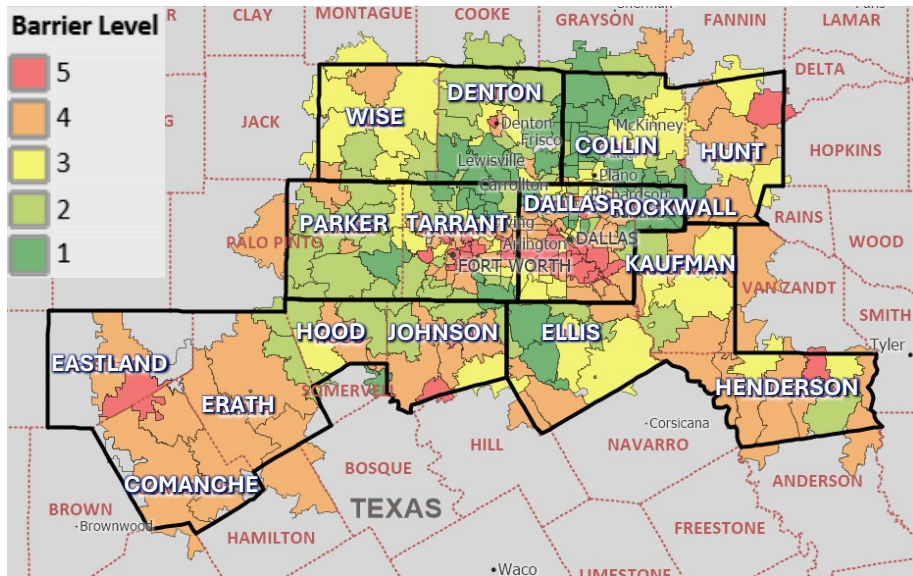 Barrier Level
5
4
3
2
1
CLAY
MONTAGUE
COOKE
GRAYSON
FANNIN
LAMAR
DELTA
JACK
WISE
DENTON
Denton
Frisco
McKinney
COLLIN
HUNT
HOPKINS
Lewisville
Plano
Carrollton
Richardson
DALLAS
ROCKWALL
RAINS
PALO PINTO
PARKER
TARRANT
Arlington
DALLAS
FORT WORTH
KAUFMAN
WOOD
VAN ZANDT
SMITH
Tyler
EASTLAND
HOOD
JOHNSON
ELLIS
SOMERVELL
ERATH
HENDERSON
Corsicana
HILL
NAVARRO
BOSQUE
ANDERSON
COMANCHE
BROWN
Brownwood
TEXAS
HAMILTON
FREESTONE
Waco
LIMESTONE